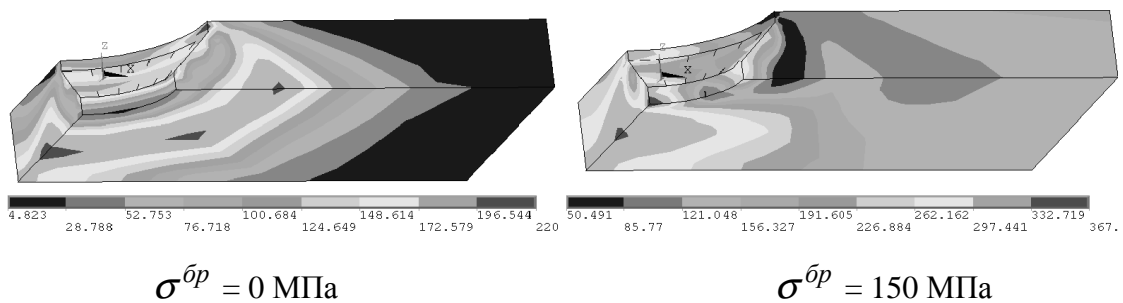 Z
X
Z
X
4.823 52.753 100.684 148.614 196.544
28.788 76.718 124.649 172.579 220
50.491 121.048 191.605 262.162 332.719
85.77 156.327 226.884 297.441 367.
σ^бр = 0 МПа
σ^бр = 150 МПа